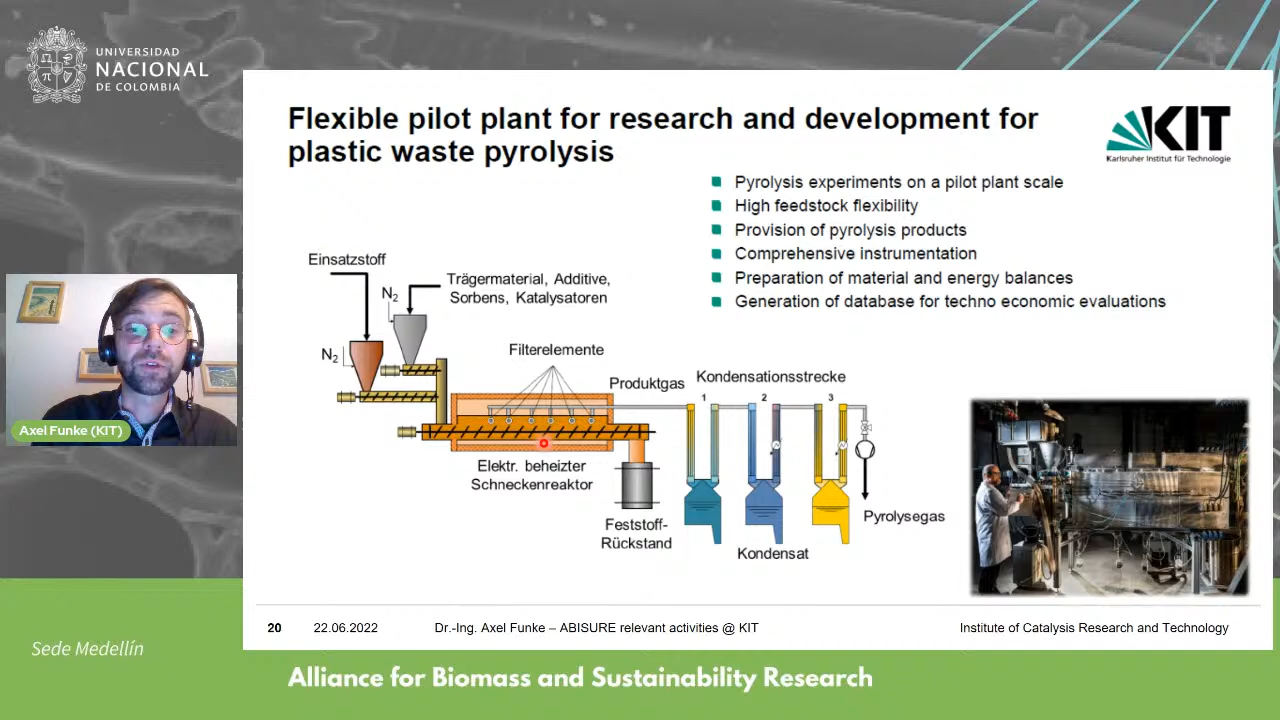 UNIVERSIDAD
NACIONAL
DE COLOMBIA
Flexible pilot plant for research and development for
plastic waste pyrolysis
KIT
Karlsruher Institut für Technologie
Pyrolysis experiments on a pilot plant scale
High feedstock flexibility
Provision of pyrolysis products
Comprehensive instrumentation
Preparation of material and energy balances
Generation of database for techno economic evaluations
Einsatzstoff
N2
Trägermaterial, Additive,
Sorbens, Katalysatoren
N2
Filterelemente
Produktgas
Kondensationsstrecke
1
2
3
Elektr. beheizter
Schneckenreaktor
Feststoff-
Rückstand
Kondensat
Pyrolysegas
Axel Funke (KIT)
20
22.06.2022
Dr.-Ing. Axel Funke – ABISURE relevant activities @ KIT
Institute of Catalysis Research and Technology
Sede Medellín
Alliance for Biomass and Sustainability Research